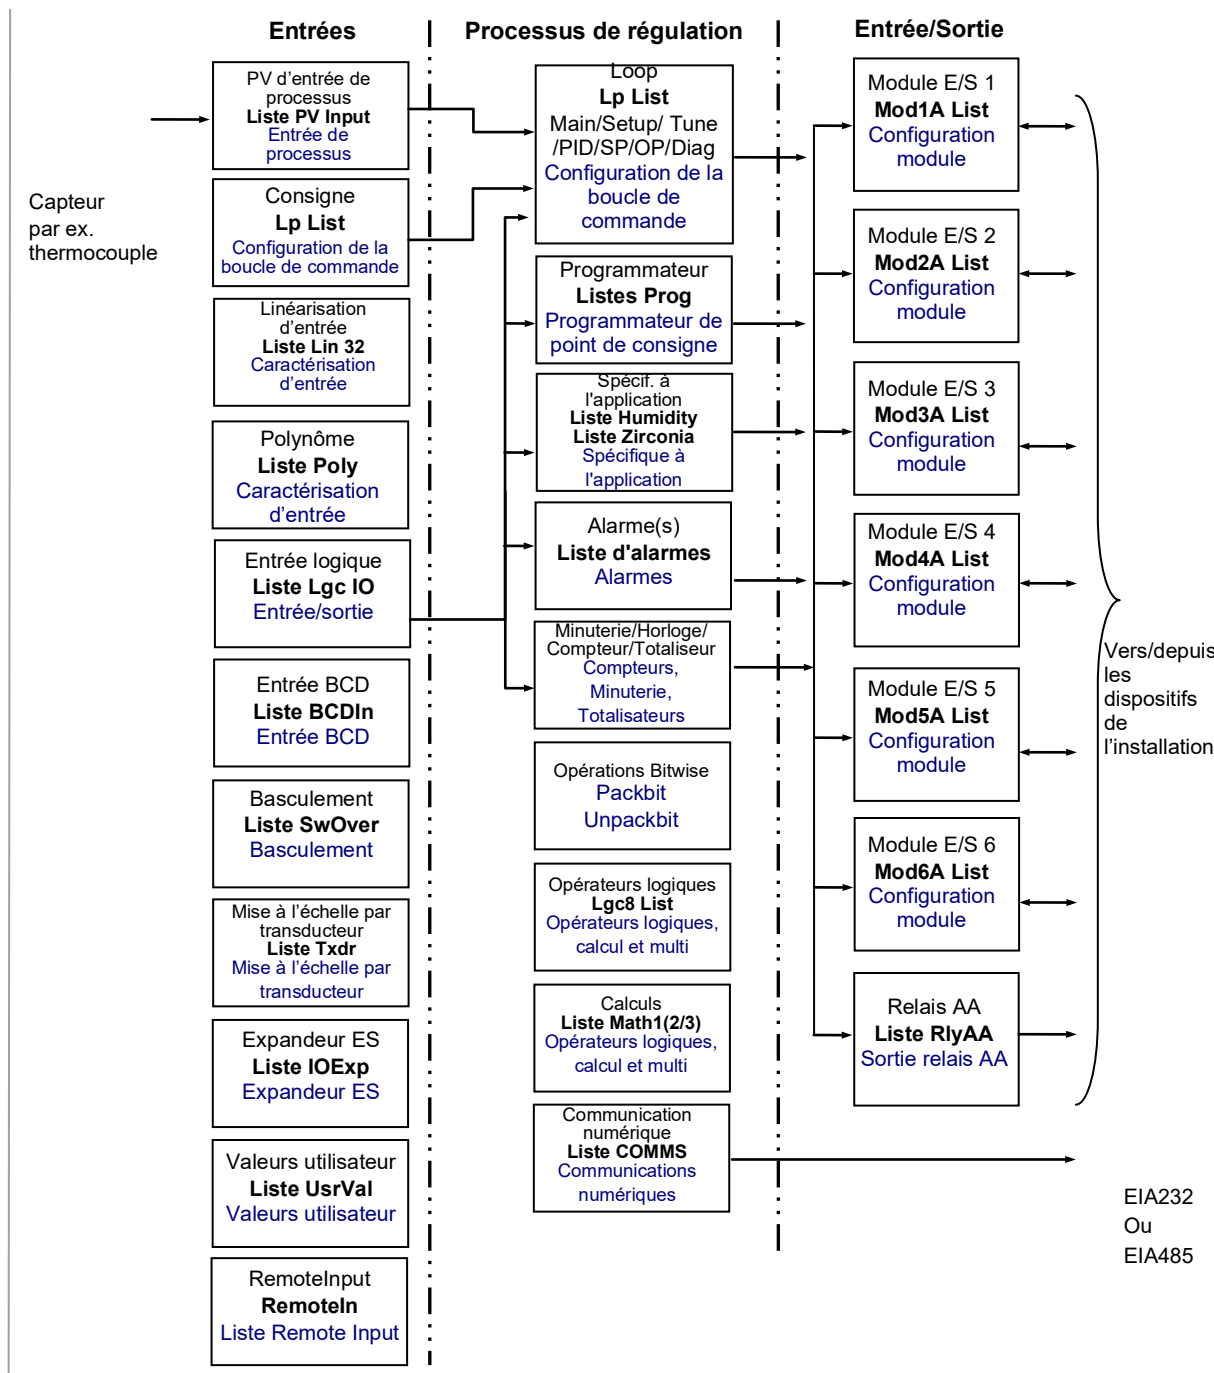 Entrées
Processus de régulation
Entrée/Sortie
Capteur
par ex.
thermocouple
PV d'entrée de
processus
Liste PV Input
Entrée de
processus
Consigne
Lp List
Configuration de la
boucle de commande
Linéarisation
d'entrée
Liste Lin 32
Caractérisation
d'entrée
Polynôme
Liste Poly
Caractérisation
d'entrée
Entrée logique
Liste Lgc IO
Entrée/sortie
Entrée BCD
Liste BCDIn
Entrée BCD
Basculement
Liste SwOver
Basculement
Mise à l'échelle par
transducteur
Liste Txdr
Mise à l'échelle par
transducteur
Expandeur ES
Liste IOExp
Expandeur ES
Valeurs utilisateur
Liste UsrVal
Valeurs utilisateur
RemoteInput
RemoteIn
Liste Remote Input
Loop
Lp List
Main/Setup/ Tune
/PID/SP/OP/Diag
Configuration de la
boucle de
commande
Programmateur
Listes Prog
Programmateur de
point de consigne
Spécif. à
l'application
Liste Humidity
Liste Zirconia
Spécifique à
l'application
Alarme(s)
Liste d'alarmes
Alarmes
Minuterie/Horloge/
Compteur/Totaliseur
Compteurs,
Minuterie,
Totalisateurs
Opérations Bitwise
Packbit
Unpackbit
Opérateurs logiques
Lgc8 List
Opérateurs logiques,
calcul et multi
Calculs
Liste Math1(2/3)
Opérateurs logiques,
calcul et multi
Communication
numérique
Liste COMMS
Communications
numériques
Module E/S 1
Mod1A List
Configuration
module
Module E/S 2
Mod2A List
Configuration
module
Module E/S 3
Mod3A List
Configuration
module
Module E/S 4
Mod4A List
Configuration
module
Module E/S 5
Mod5A List
Configuration
module
Module E/S 6
Mod6A List
Configuration
module
Relais AA
Liste RlyAA
Sortie relais AA
Vers/depuis
les
dispositifs
de
l'installation
EIA232
Ou
EIA485